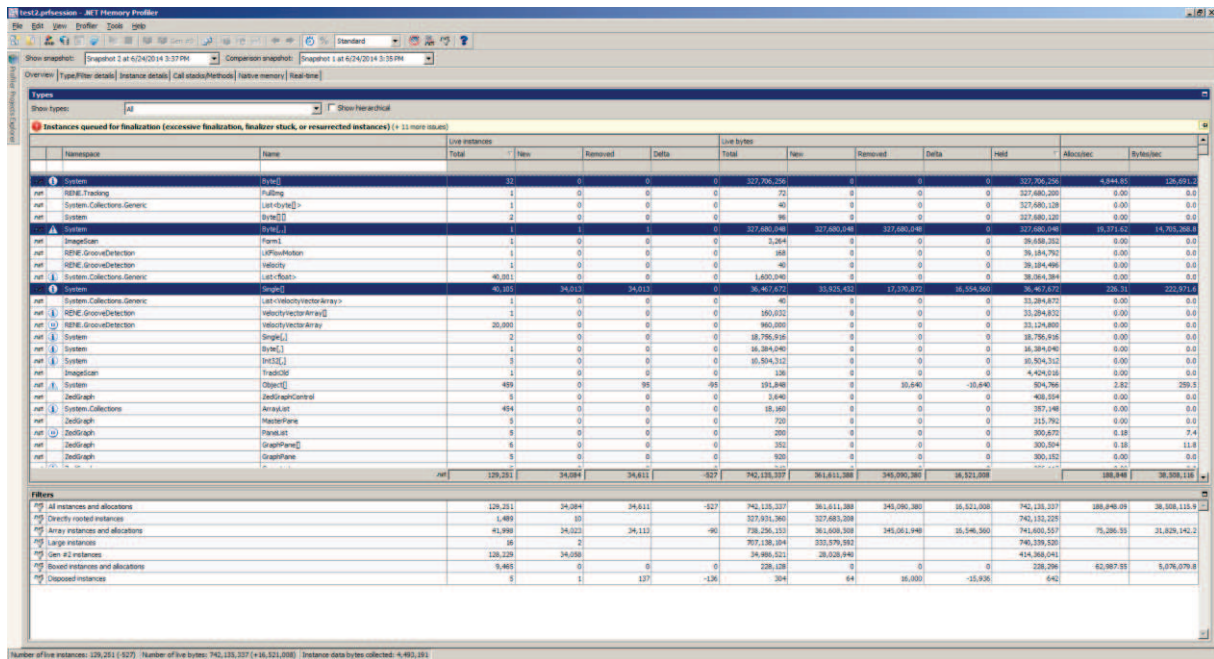 test2.prfsession - .NET Memory Profiler
File Edit View Profiler Tools Help
Standard
Show snapshot: Snapshot 2 at 6/24/2014 3:37 PM Comparison snapshot: Snapshot 1 at 6/24/2014 3:35 PM
Profiler Projects Explorer
Overview Type/Filter details Instance details Call stacks/Methods Native memory Real-time
Types
Show types: All Show hierarchical
Instances queued for finalization (excessive finalization, finalizer stuck, or resurrected instances) (+ 11 more issues)
Live instances Live bytes
Namespace Name Total New Removed Delta Total New Removed Delta Held Allocs/sec Bytes/sec
System Byte[] 32 0 0 0 327,706,256 0 0 0 327,706,256 4,844.85 126,691.2
.net RENE.Tracking FullImg 1 0 0 0 72 0 0 0 327,680,200 0.00 0.0
.net System.Collections.Generic List<byte[]> 1 0 0 0 40 0 0 0 327,680,128 0.00 0.0
.net System Byte[][] 2 0 0 0 96 0 0 0 327,680,120 0.00 0.0
System Byte[,] 1 1 1 0 327,680,048 327,680,048 327,680,048 0 327,680,048 19,371.62 14,703,268.8
.net ImageScan Form1 1 0 0 0 3,264 0 0 0 39,658,352 0.00 0.0
.net RENE.GrooveDetection LKFlowMotion 1 0 0 0 168 0 0 0 39,184,792 0.00 0.0
.net RENE.GrooveDetection Velocity 1 0 0 0 40 0 0 0 39,184,496 0.00 0.0
.net System.Collections.Generic List<float> 40,001 0 0 0 1,600,040 0 0 0 38,064,384 0.00 0.0
System Single[] 40,105 34,013 34,013 0 36,467,672 33,925,432 17,370,872 16,554,560 36,467,672 226.31 222,971.6
.net System.Collections.Generic List<VelocityVectorArray> 1 0 0 0 40 0 0 0 33,284,872 0.00 0.0
.net RENE.GrooveDetection VelocityVectorArray[] 1 0 0 0 160,032 0 0 0 33,284,832 0.00 0.0
.net RENE.GrooveDetection VelocityVectorArray 20,000 0 0 0 960,000 0 0 0 33,124,800 0.00 0.0
.net System Single[,] 2 0 0 0 18,756,916 0 0 0 18,756,916 0.00 0.0
.net System Byte[,] 1 0 0 0 16,384,040 0 0 0 16,384,040 0.00 0.0
.net System Int32[,] 5 0 0 0 10,504,312 0 0 0 10,504,312 0.00 0.0
.net ImageScan 1 0 0 0 136 0 0 0 4,424,016 0.00 0.0
.net System Object[] 459 0 95 -95 191,848 0 10,640 -10,640 504,766 2.82 259.5
.net ZedGraph ZedGraphControl 5 0 0 0 3,640 0 0 0 0.00 0.0
.net System.Collections ArrayList 454 0 0 0 18,160 0 0 0 357,148 0.00 0.0
.net ZedGraph MasterPane 5 0 0 0 720 0 0 0 315,792 0.00 0.0
.net ZedGraph PaneList 5 0 0 0 200 0 0 0 300,672 0.18 7.4
.net ZedGraph GraphPane[] 6 0 0 0 352 0 0 0 300,504 0.18 11.8
.net ZedGraph GraphPane 5 0 0 0 920 0 0 0 300,152 0.00 0.0
.net 129,251 34,084 34,611 -527 742,135,337 361,611,388 345,090,380 16,521,008 188,848 38,508,116
Filters
All instances and allocations 129,251 34,084 34,611 -527 742,135,337 361,611,388 345,090,380 16,521,008 742,135,337 188,848.09 38,508,115.9
Directly rooted instances 1,489 10 327,931,360 327,683,208 742,132,225
Array instances and allocations 41,998 34,023 34,113 -90 738,256,153 361,608,508 345,061,948 16,546,560 741,600,557 75,286.55 31,829,142.2
Large instances 16 2 707,138,104 333,579,592 740,339,520
Gen #2 instances 128,229 34,058 34,986,521 28,028,940 414,368,041
Boxed instances and allocations 9,465 0 0 0 228,128 0 0 0 228,296 62,987.55 5,076,079.8
Disposed instances 5 1 137 -136 304 64 16,000 -15,936 642
Number of live instances: 129,251 (-527) Number of live bytes: 742,135,337 (+16,521,008) Instance data bytes collected: 4,493,191